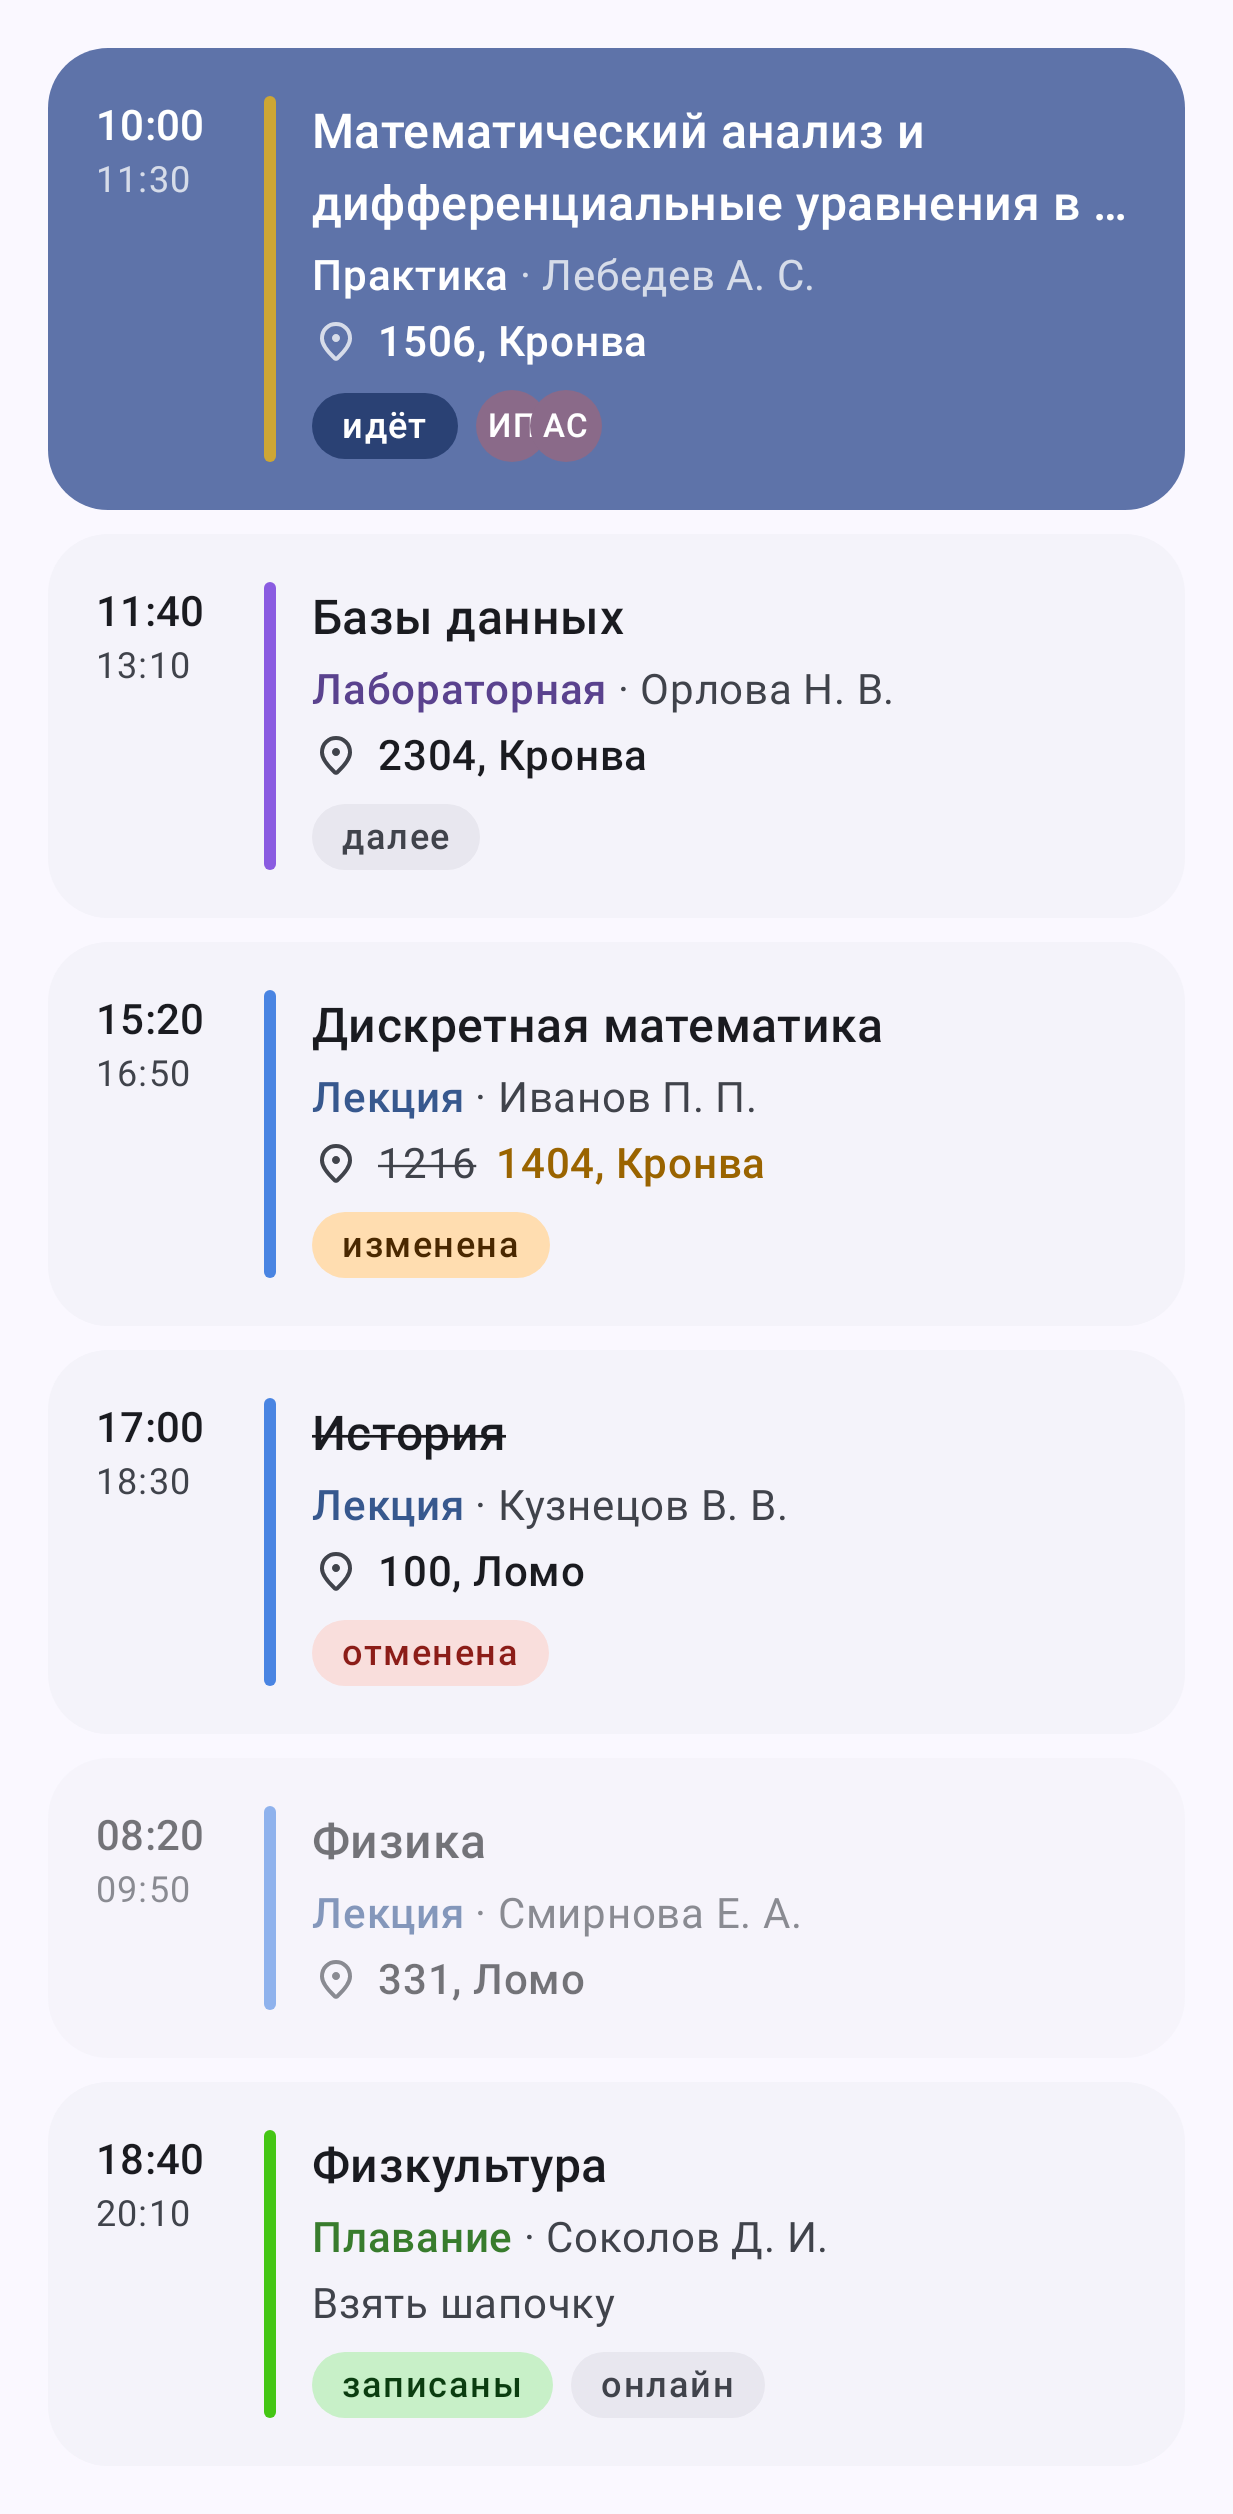 10:00
11:30
Математический анализ и
дифференциальные уравнения в ...
Практика · Лебедев А. С.
1506, Кронва
идёт
ИП АС
11:40
13:10
Базы данных
Лабораторная · Орлова Н. В.
2304, Кронва
далее
15:20
16:50
Дискретная математика
Лекция · Иванов П. П.
1216 1404, Кронва
изменена
17:00
18:30
История
Лекция · Кузнецов В. В.
100, Ломо
отменена
08:20
09:50
Физика
Лекция · Смирнова Е. А.
331, Ломо
18:40
20:10
Физкультура
Плавание · Соколов Д. И.
Взять шапочку
записаны онлайн